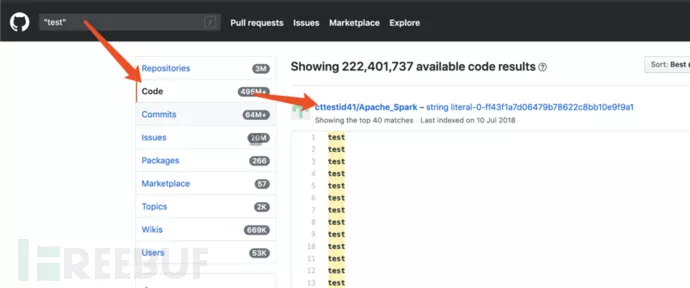 "test"
/
Pull requests Issues Marketplace Explore
Repositories 3M
Code 495M+
Commits 64M+
Issues
Packages 266
Marketplace 57
Topics 2K
Wikis 669K
Users 53K
Showing 222,401,737 available code results
Sort: Best
cttestid41/Apache_Spark – string literal-0-ff43f1a7d06479b78622c8bb10e9f9a1
Showing the top 40 matches Last indexed on 10 Jul 2018
1 test
2 test
3 test
4 test
5 test
6 test
7 test
8 test
9 test
10 test
11 test
12 test
13 test
REEBUF